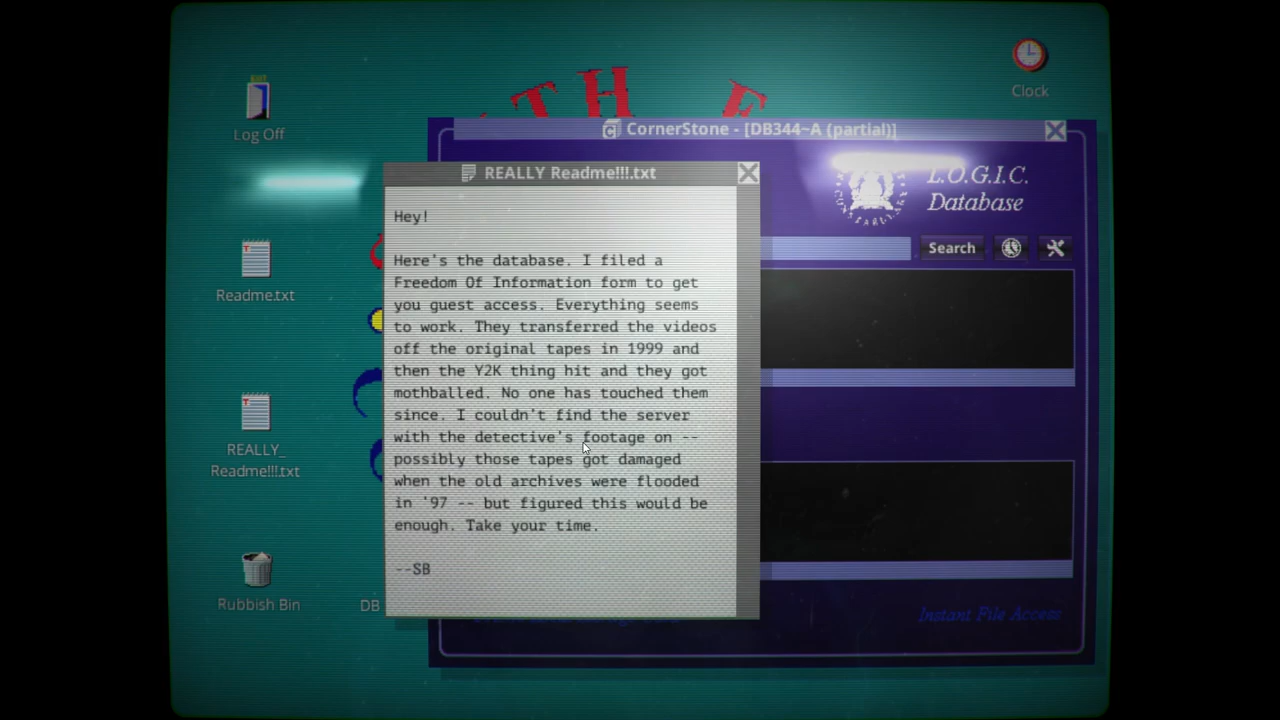 T H E
EXIT
Log Off
Clock
CornerStone - [DB344~A (partial)]
REALLY Readme!!!.txt
L.O.G.I.C.
Database
Search
Readme.txt
REALLY_
Readme!!!.txt
Rubbish Bin
DB
Hey!
Here's the database. I filed a
Freedom Of Information form to get
you guest access. Everything seems
to work. They transferred the videos
off the original tapes in 1999 and
then the Y2K thing hit and they got
mothballed. No one has touched them
since. I couldn't find the server
with the detective's footage on --
possibly those tapes got damaged
when the old archives were flooded
in '97 -- but figured this would be
enough. Take your time.
--SB
Instant File Access